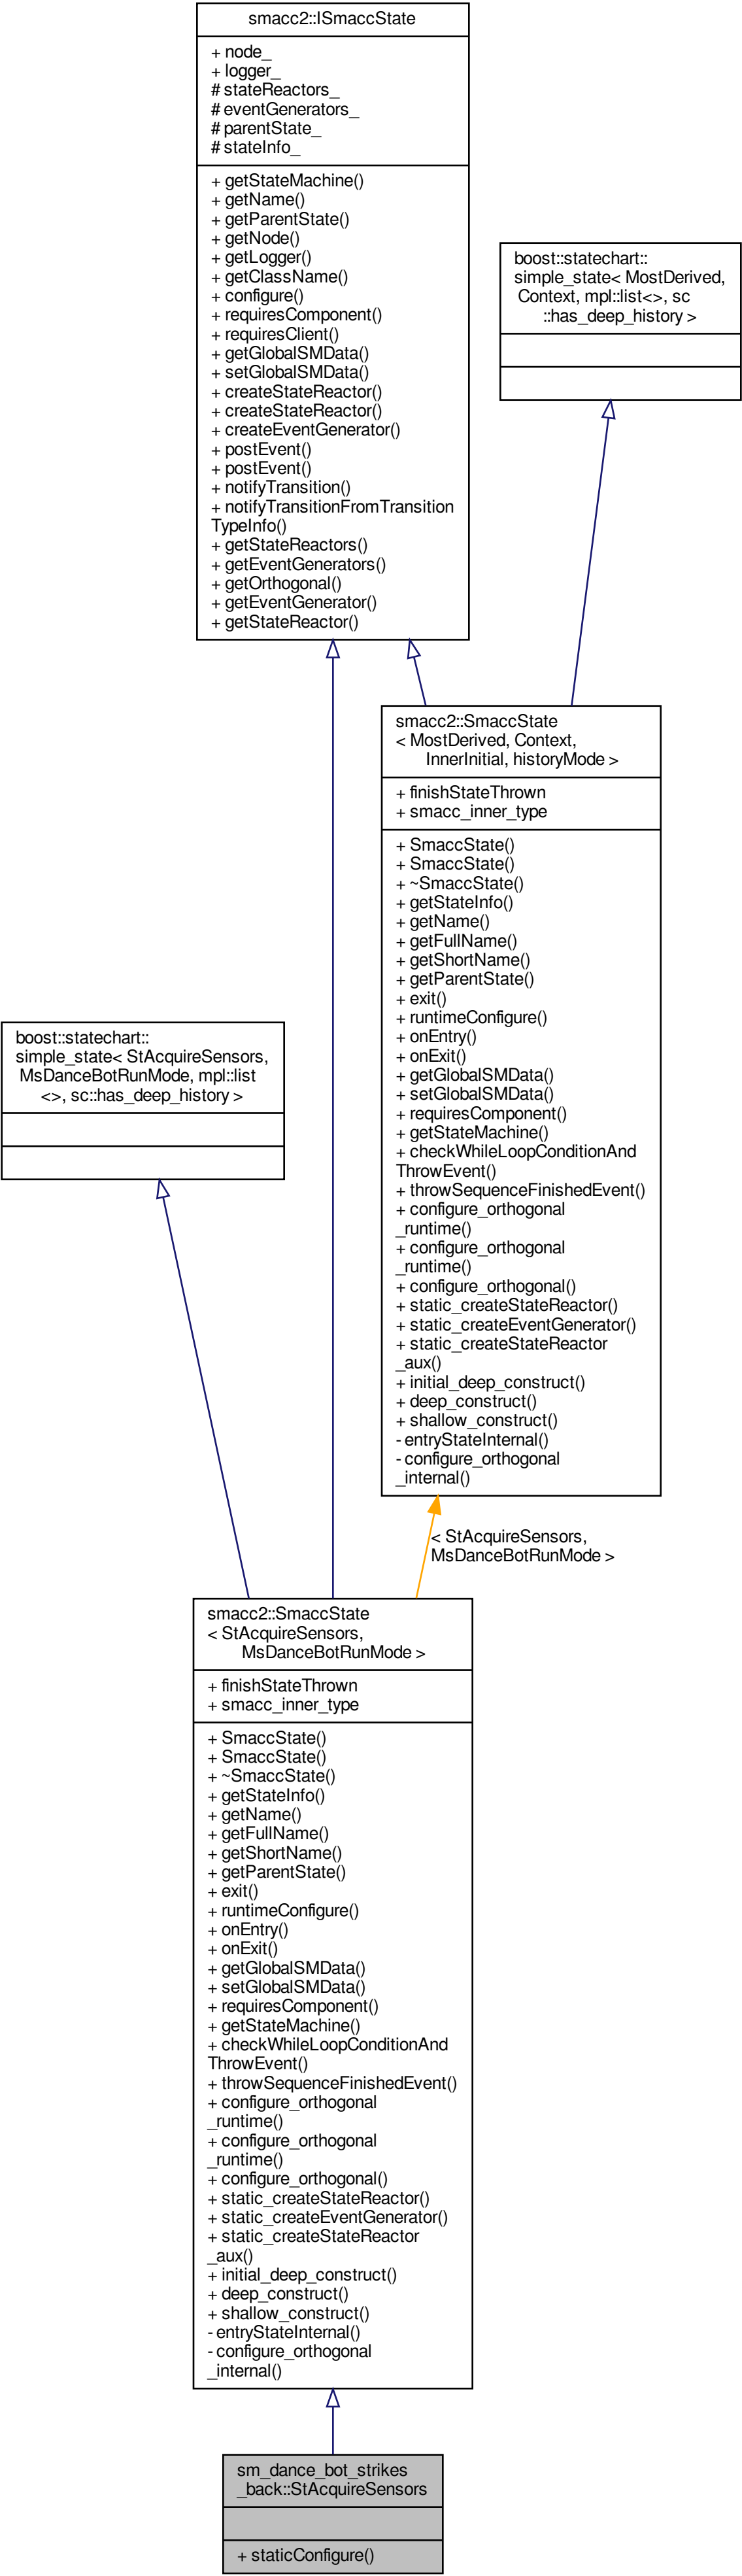 smacc2::ISmaccState
+ node_
+ logger_
# stateReactors_
# eventGenerators_
# parentState_
# stateInfo_
+ getStateMachine()
+ getName()
+ getParentState()
+ getNode()
+ getLogger()
+ getClassName()
+ configure()
+ requiresComponent()
+ requiresClient()
+ getGlobalSMData()
+ setGlobalSMData()
+ createStateReactor()
+ createStateReactor()
+ createEventGenerator()
+ postEvent()
+ postEvent()
+ notifyTransition()
+ notifyTransitionFromTransition
TypeInfo()
+ getStateReactors()
+ getEventGenerators()
+ getOrthogonal()
+ getEventGenerator()
+ getStateReactor()
boost::statechart::
simple_state< MostDerived,
Context, mpl::list<>, sc
::has_deep_history >
smacc2::SmaccState
< MostDerived, Context,
InnerInitial, historyMode >
+ finishStateThrown
+ smacc_inner_type
+ SmaccState()
+ SmaccState()
+ ~SmaccState()
+ getStateInfo()
+ getName()
+ getFullName()
+ getShortName()
+ getParentState()
+ exit()
+ runtimeConfigure()
+ onEntry()
+ onExit()
+ getGlobalSMData()
+ setGlobalSMData()
+ requiresComponent()
+ getStateMachine()
+ checkWhileLoopConditionAnd
ThrowEvent()
+ throwSequenceFinishedEvent()
+ configure_orthogonal
_runtime()
+ configure_orthogonal
_runtime()
+ configure_orthogonal()
+ static_createStateReactor()
+ static_createEventGenerator()
+ static_createStateReactor
_aux()
+ initial_deep_construct()
+ deep_construct()
+ shallow_construct()
- entryStateInternal()
- configure_orthogonal
_internal()
boost::statechart::
simple_state< StAcquireSensors,
MsDanceBotRunMode, mpl::list
<>, sc::has_deep_history >
< StAcquireSensors,
MsDanceBotRunMode >
smacc2::SmaccState
< StAcquireSensors,
MsDanceBotRunMode >
+ finishStateThrown
+ smacc_inner_type
+ SmaccState()
+ SmaccState()
+ ~SmaccState()
+ getStateInfo()
+ getName()
+ getFullName()
+ getShortName()
+ getParentState()
+ exit()
+ runtimeConfigure()
+ onEntry()
+ onExit()
+ getGlobalSMData()
+ setGlobalSMData()
+ requiresComponent()
+ getStateMachine()
+ checkWhileLoopConditionAnd
ThrowEvent()
+ throwSequenceFinishedEvent()
+ configure_orthogonal
_runtime()
+ configure_orthogonal
_runtime()
+ configure_orthogonal()
+ static_createStateReactor()
+ static_createEventGenerator()
+ static_createStateReactor
_aux()
+ initial_deep_construct()
+ deep_construct()
+ shallow_construct()
- entryStateInternal()
- configure_orthogonal
_internal()
sm_dance_bot_strikes
_back::StAcquireSensors
+ staticConfigure()